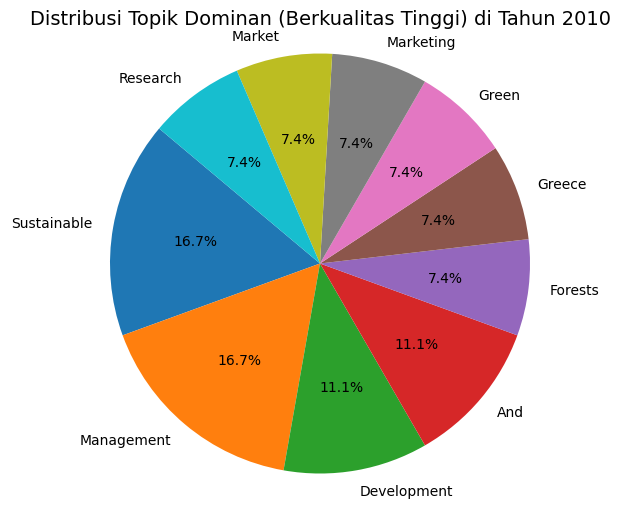 Distribusi Topik Dominan (Berkualitas Tinggi) di Tahun 2010
Market
Marketing
Research
Green
7.4%
7.4%
7.4%
7.4%
Greece
7.4%
Sustainable
16.7%
7.4%
Forests
11.1%
16.7%
11.1%
And
Management
Development